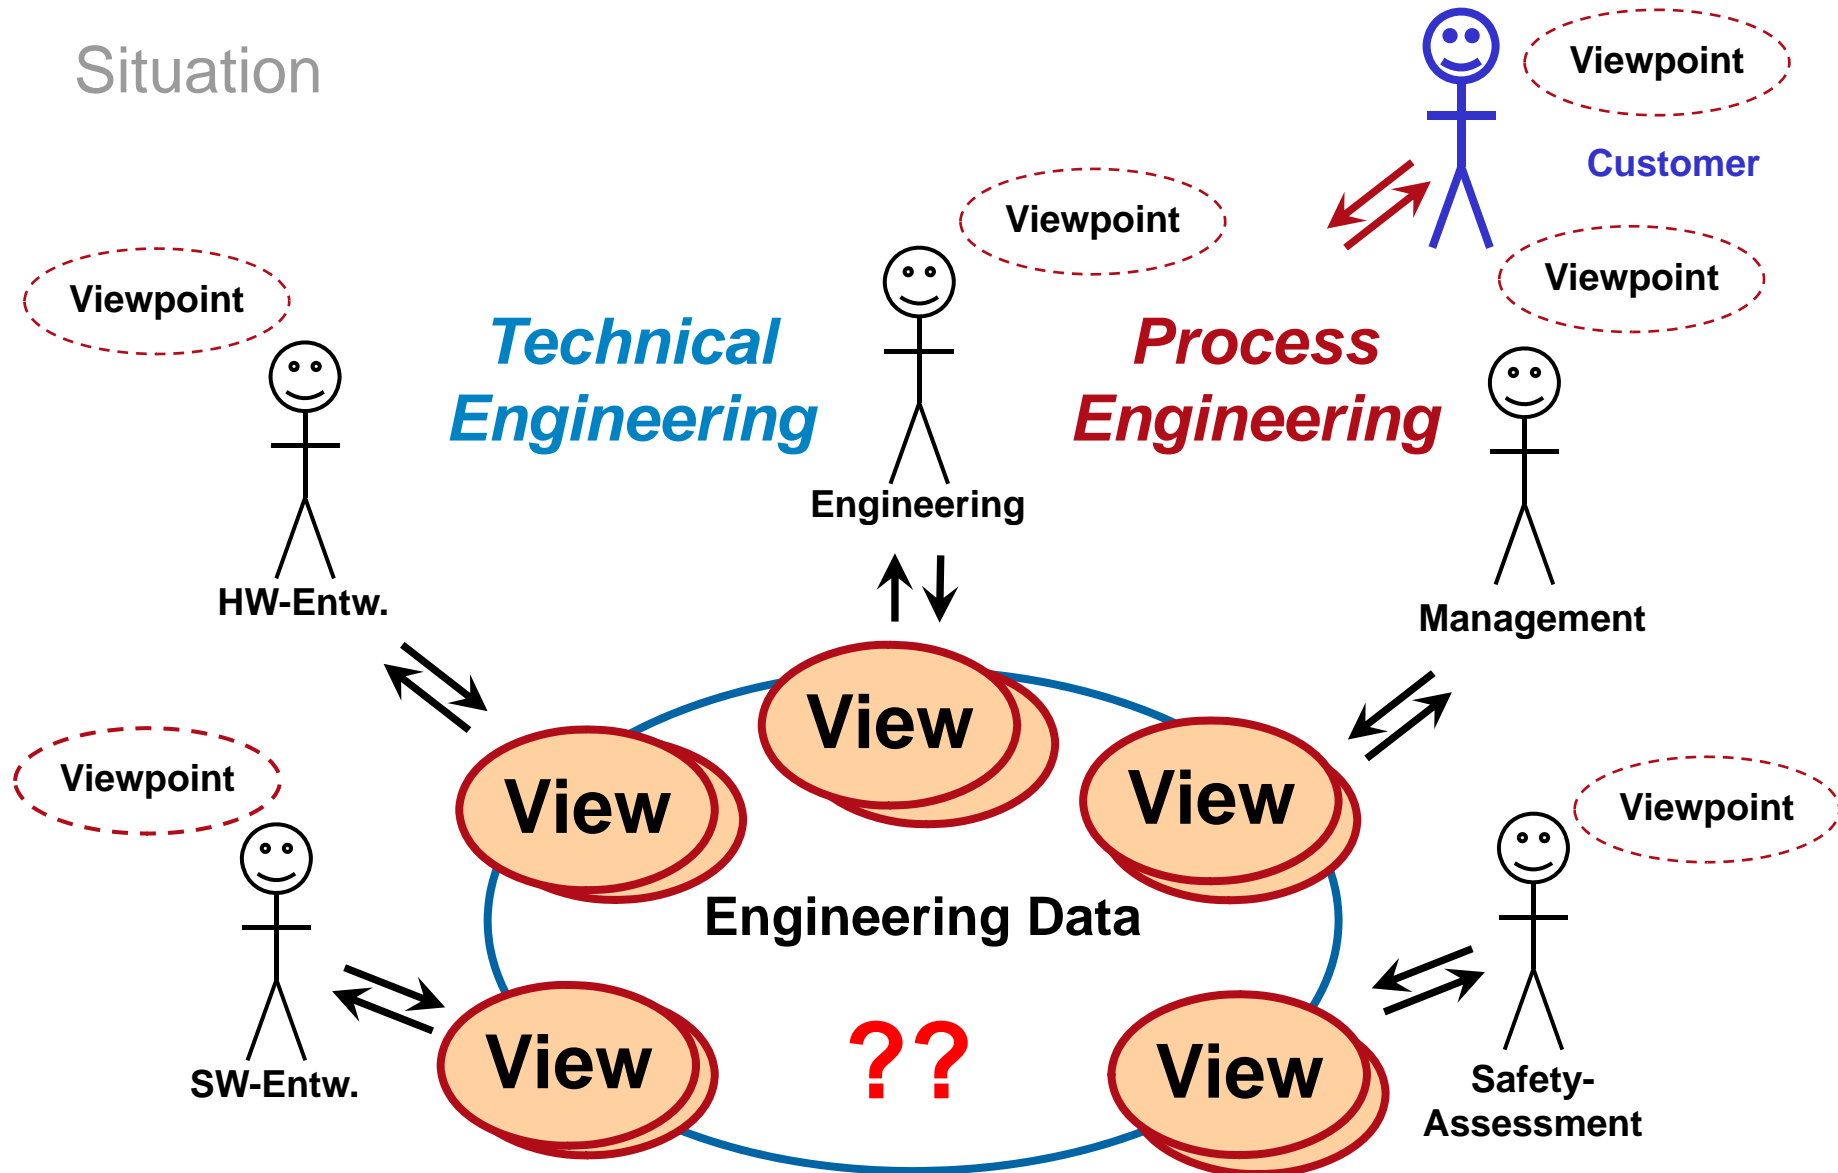 Situation
Viewpoint
Customer
Viewpoint
Viewpoint
Viewpoint
Technical
Engineering
Process
Engineering
Engineering
HW-Entw.
Management
View
View
View
Viewpoint
Viewpoint
Engineering Data
View
??
View
SW-Entw.
Safety-
Assessment